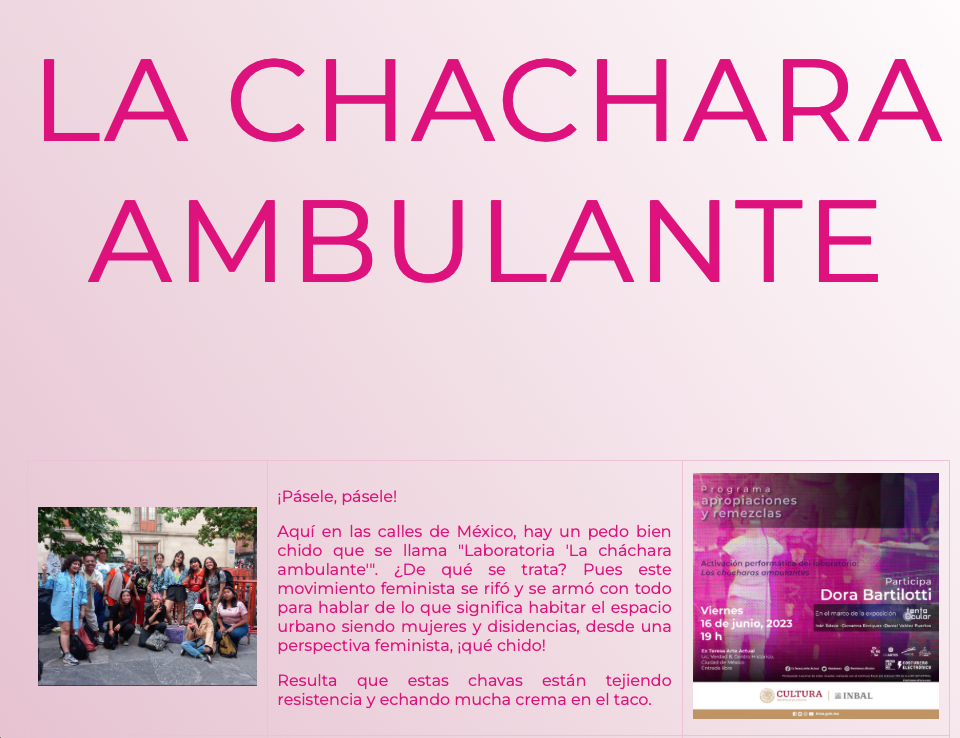 LA CHACHARA
AMBULANTE
¡Pásele, pásele!
Aquí en las calles de México, hay un pedo bien
chido que se llama "Laboratoria 'La cháchara
ambulante'". ¿De qué se trata? Pues este
movimiento feminista se rifó y se armó con todo
para hablar de lo que significa habitar el espacio
urbano siendo mujeres y disidencias, desde una
perspectiva feminista, ¡qué chido!
Resulta que estas chavas están tejiendo
resistencia y echando mucha crema en el taco.
Programa
apropiaciones
y remezclas
Activación performática del laboratorio:
Las chácharas ambulantes
Participa
Dora Bartilotti
En el marco de la exposición
Viernes
16 de junio, 2023
19 h
Ex Teresa Arte Actual
Lic. Verdad 8, Centro Histórico,
Ciudad de México
Entrada libre
CULTURA
INBAL